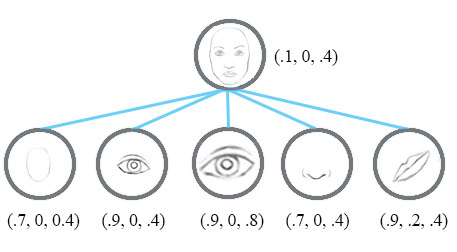 (.1, 0, .4)
(.7, 0, 0.4) (.9, 0, .4) (.9, 0, .8) (.7, 0, .4) (.9, .2, .4)